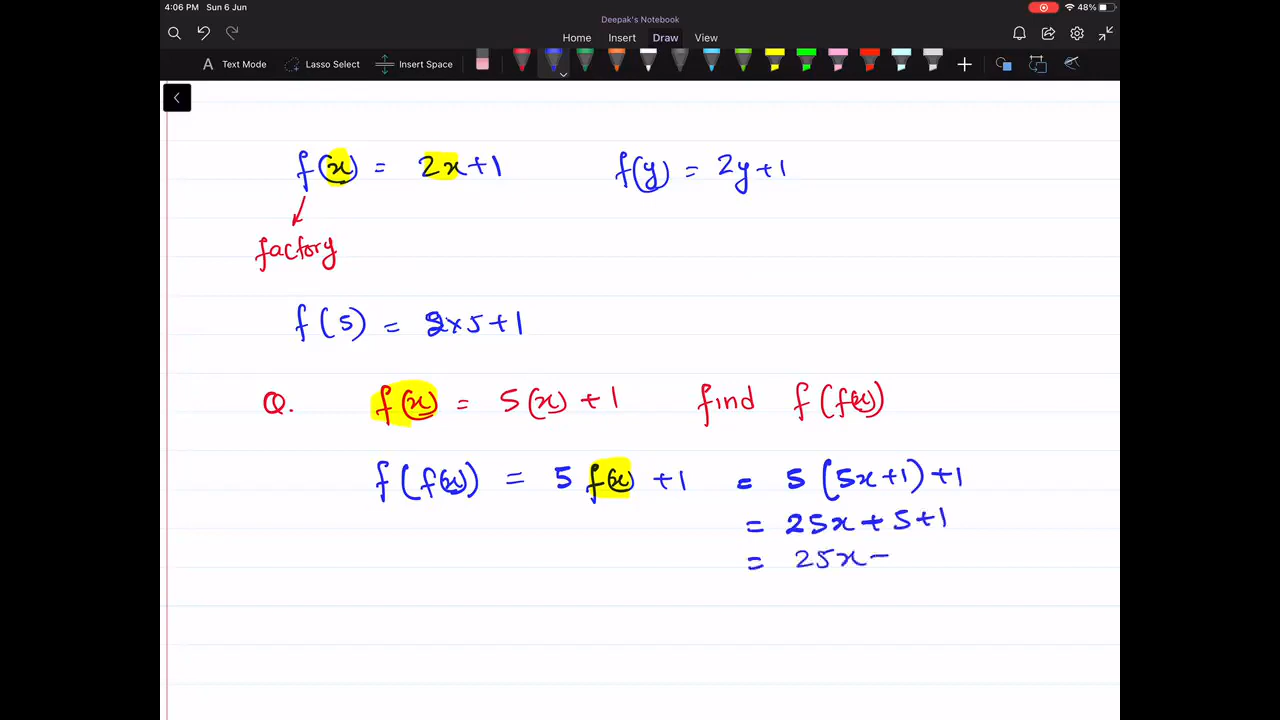 4:06 PM Sun 6 Jun 48%
Deepak's Notebook
Home Insert Draw View
A Text Mode Lasso Select Insert Space
f(x) = 2x+1 f(y) = 2y+1
factory
f(5) = 2×5+1
Q. f(x) = 5(x)+1 find f(f(x))
f(f(x)) = 5 f(x) +1 = 5(5x+1)+1
= 25x+5+1
= 25x −